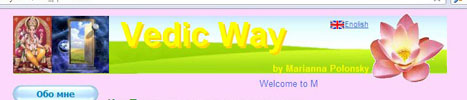 English
Vedic Way
by Marianna Polonsky
Welcome to M
Обо мне